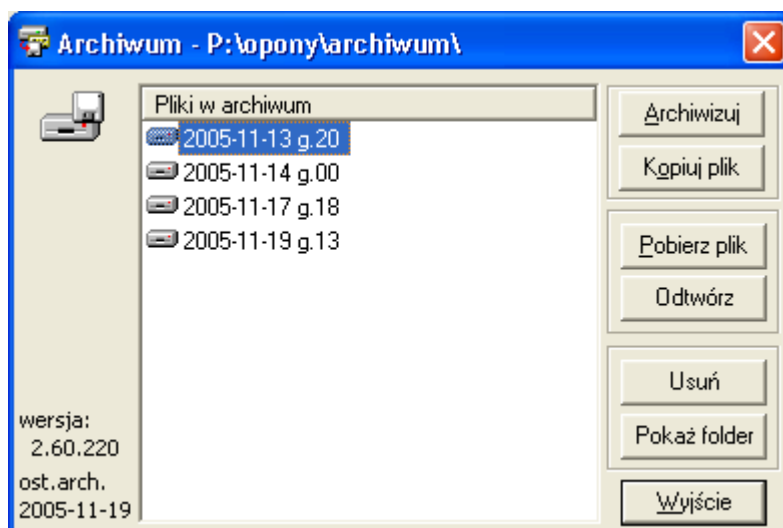 Archiwum - P:\opony\archiwum\
Pliki w archiwum
2005-11-13 g.20
2005-11-14 g.00
2005-11-17 g.18
2005-11-19 g.13
Archiwizuj
Kopiuj plik
Pobierz plik
Odtwórz
Usuń
Pokaż folder
Wyjście
wersja:
2.60.220
ost.arch.
2005-11-19